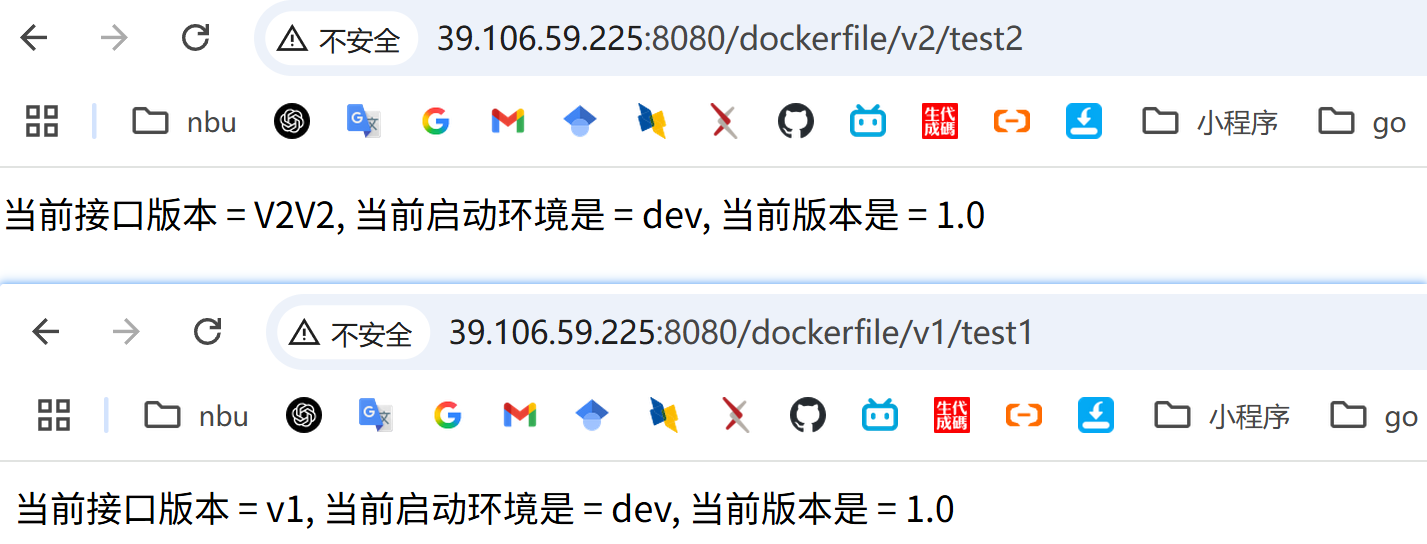 不安全 39.106.59.225:8080/dockerfile/v2/test2
nbu 生代成碼 小程序 go
当前接口版本 = V2V2, 当前启动环境是 = dev, 当前版本是 = 1.0
不安全 39.106.59.225:8080/dockerfile/v1/test1
nbu 生代成碼 小程序 go
当前接口版本 = v1, 当前启动环境是 = dev, 当前版本是 = 1.0